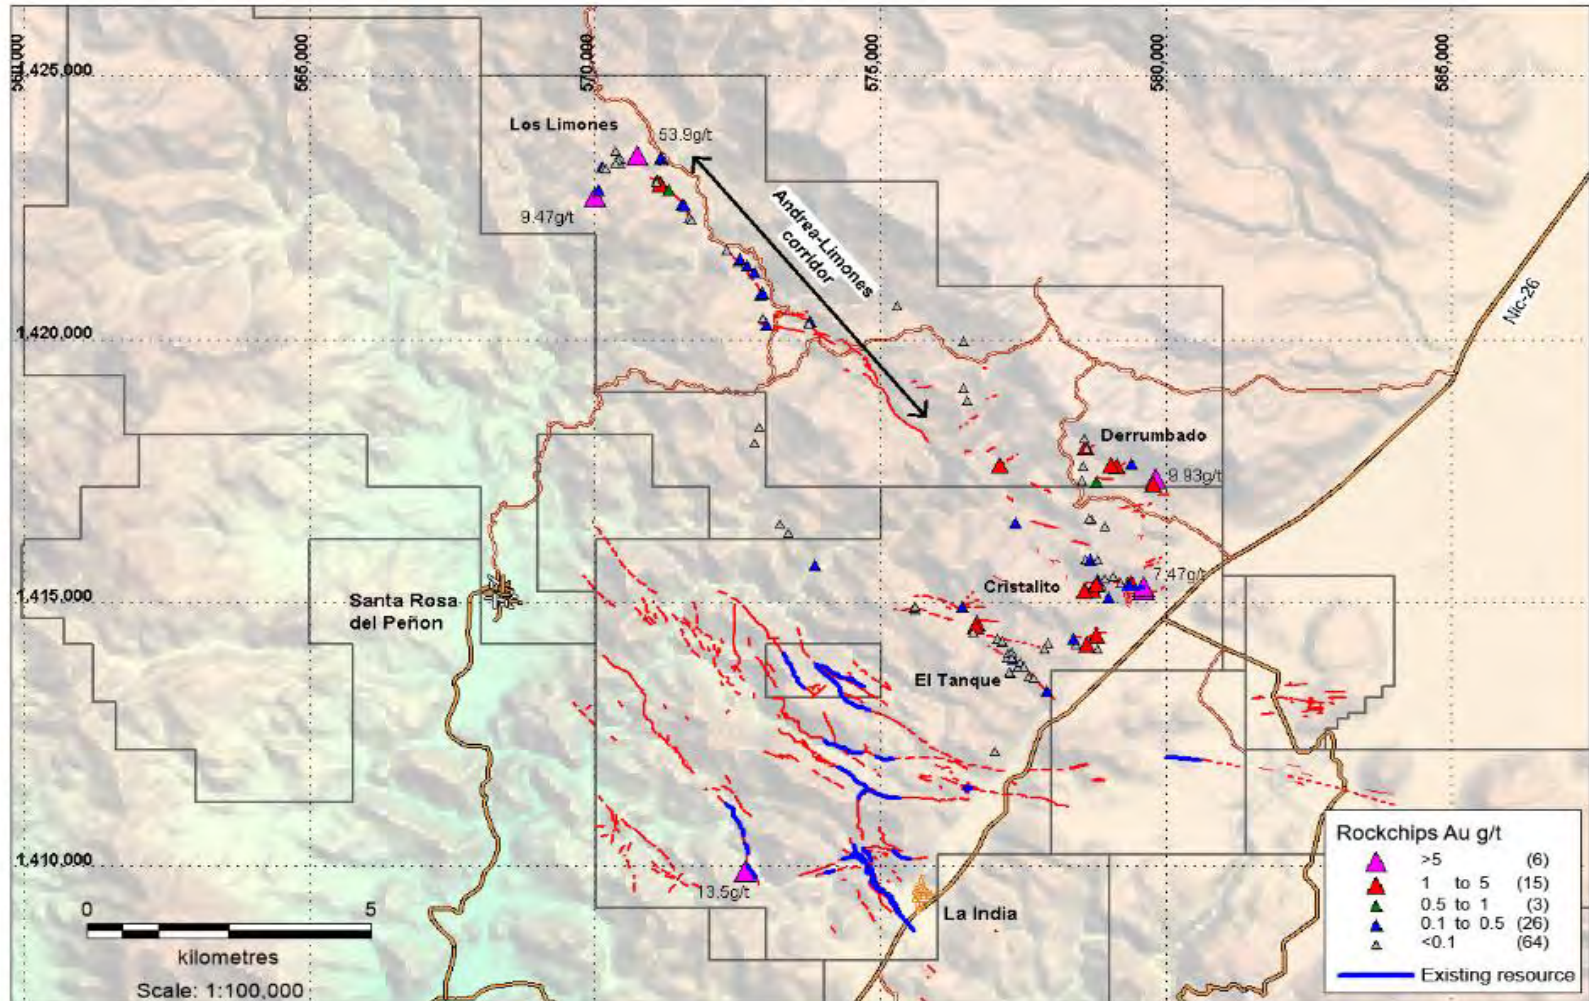 560,000
565,000
570,000
575,000
580,000
585,000
1,425,000
Los Limones
53.9g/t
9.47g/t
Andrea-Limones
corridor
Nic-26
1,420,000
Derrumbado
9.93g/t
1,415,000
Santa Rosa
del Peñon
Cristalito
7.47g/t
El Tanque
1,410,000
13.5g/t
La India
0 5
kilometres
Scale: 1:100,000
Rockchips Au g/t
>5 (6)
1 to 5 (15)
0.5 to 1 (3)
0.1 to 0.5 (26)
<0.1 (64)
Existing resource